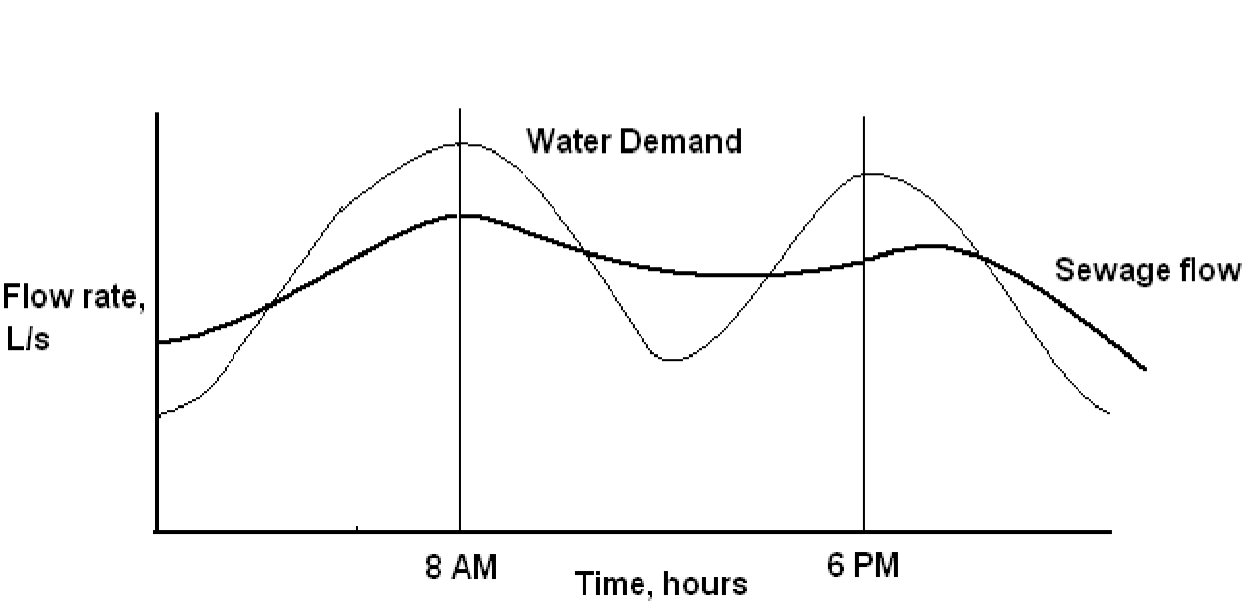 Water Demand
Sewage flow
Flow rate,
L/s
8 AM
6 PM
Time, hours